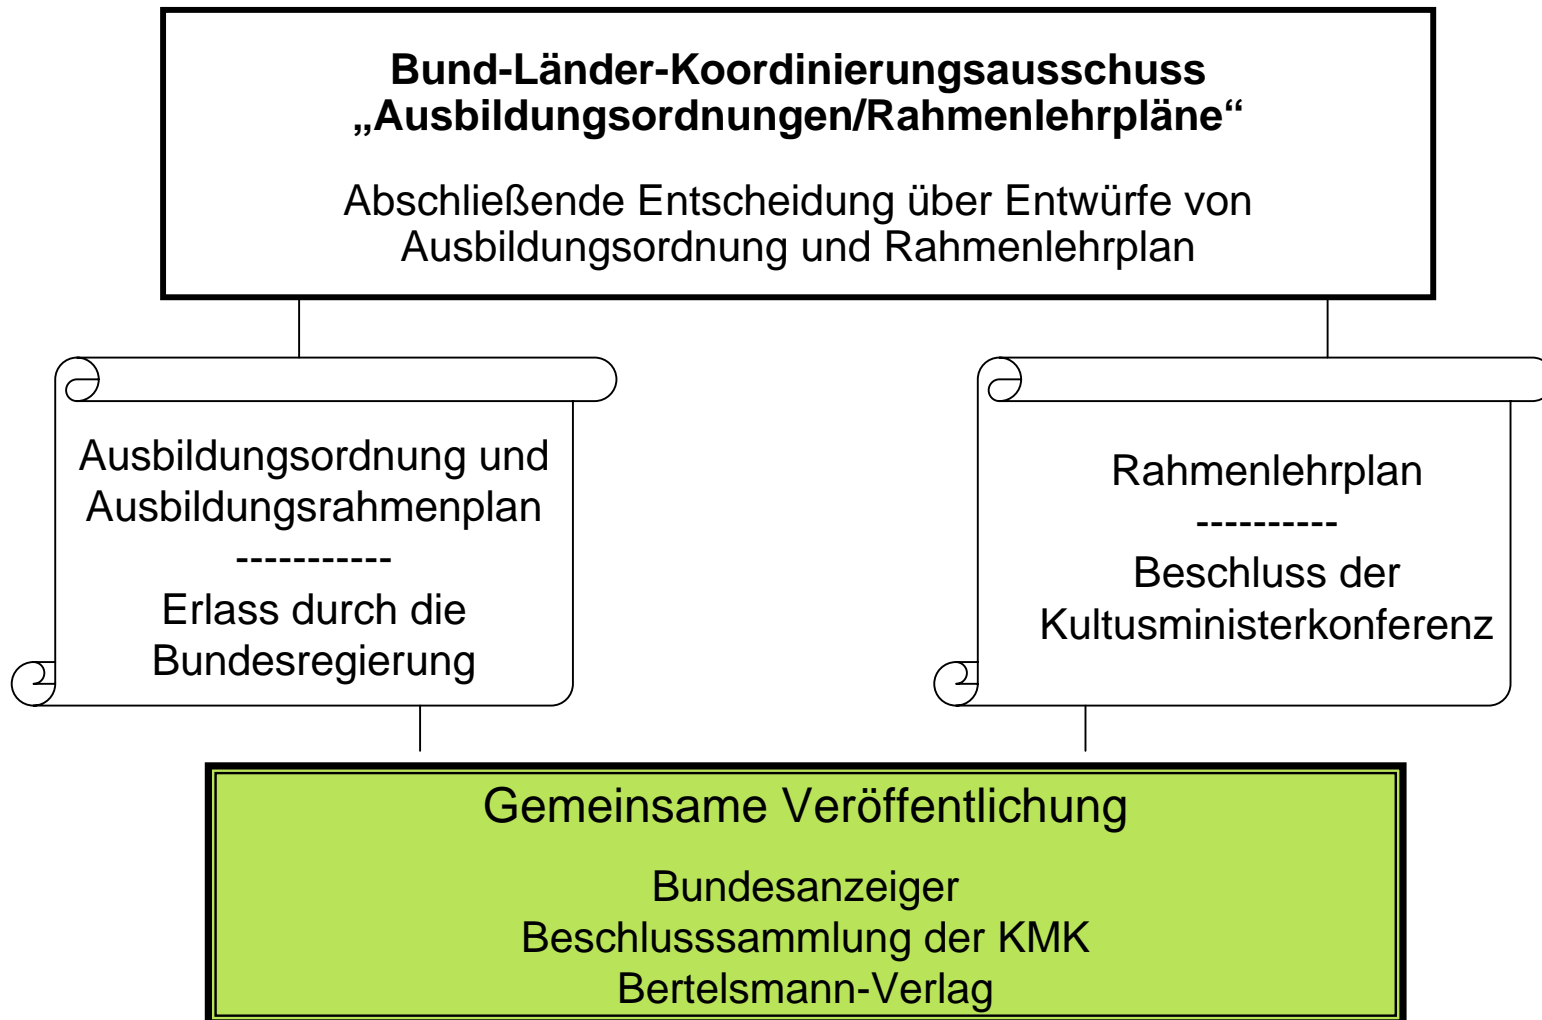 Bund-Länder-Koordinierungsausschuss
„Ausbildungsordnungen/Rahmenlehrpläne“
Abschließende Entscheidung über Entwürfe von
Ausbildungsordnung und Rahmenlehrplan
Ausbildungsordnung und
Ausbildungsrahmenplan
-----------
Erlass durch die
Bundesregierung
Rahmenlehrplan
----------
Beschluss der
Kultusministerkonferenz
Gemeinsame Veröffentlichung
Bundesanzeiger
Beschlusssammlung der KMK
Bertelsmann-Verlag